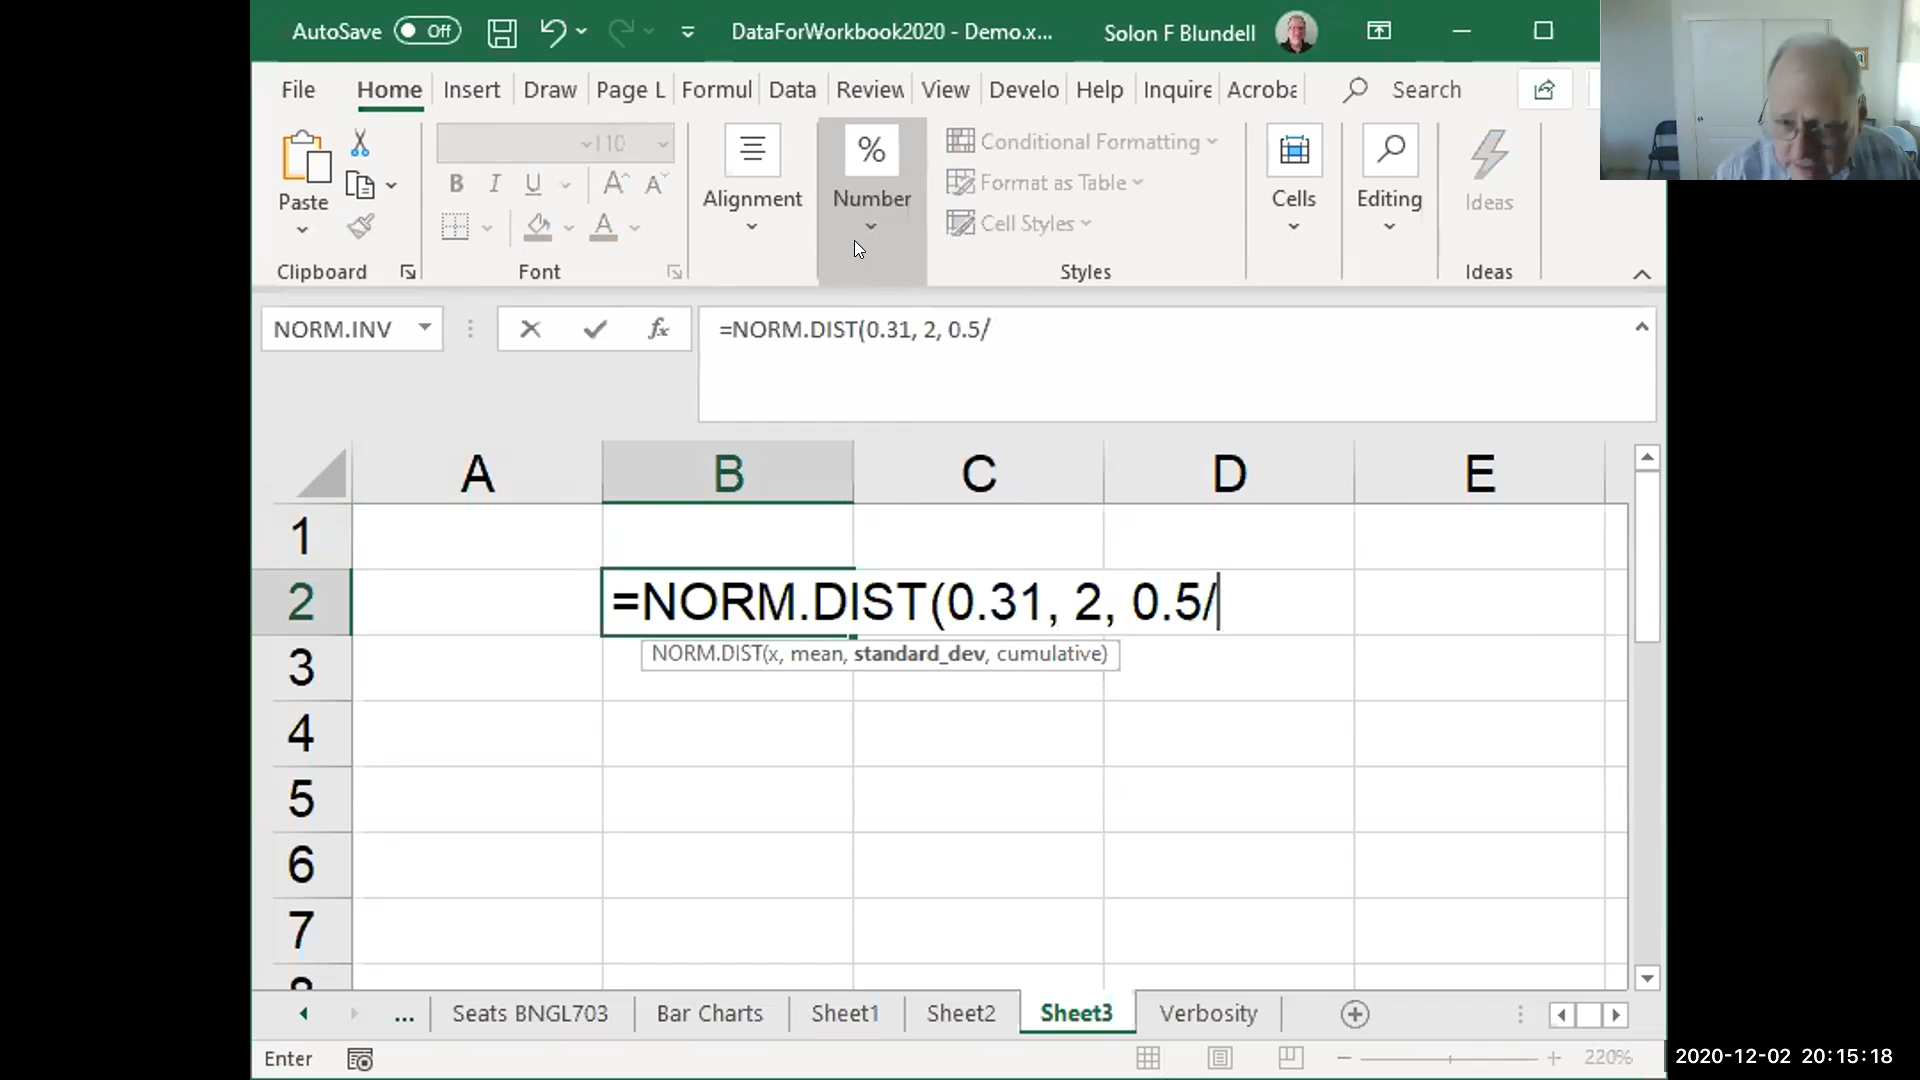 AutoSave Off DataForWorkbook2020 - Demo.x... Solon F Blundell
File Home Insert Draw Page L Formul Data Review View Develo Help Inquire Acroba Search
Paste
Clipboard
10
B I U A A
A
Font
Alignment
%
Number
Conditional Formatting
Format as Table
Cell Styles
Styles
Cells
Editing
Ideas
Ideas
NORM.INV fx =NORM.DIST(0.31, 2, 0.5/
A B C D E
1
2 =NORM.DIST(0.31, 2, 0.5/
NORM.DIST(x, mean, standard_dev, cumulative)
3
4
5
6
7
8
... Seats BNGL703 Bar Charts Sheet1 Sheet2 Sheet3 Verbosity
Enter 220%
2020-12-02 20:15:18